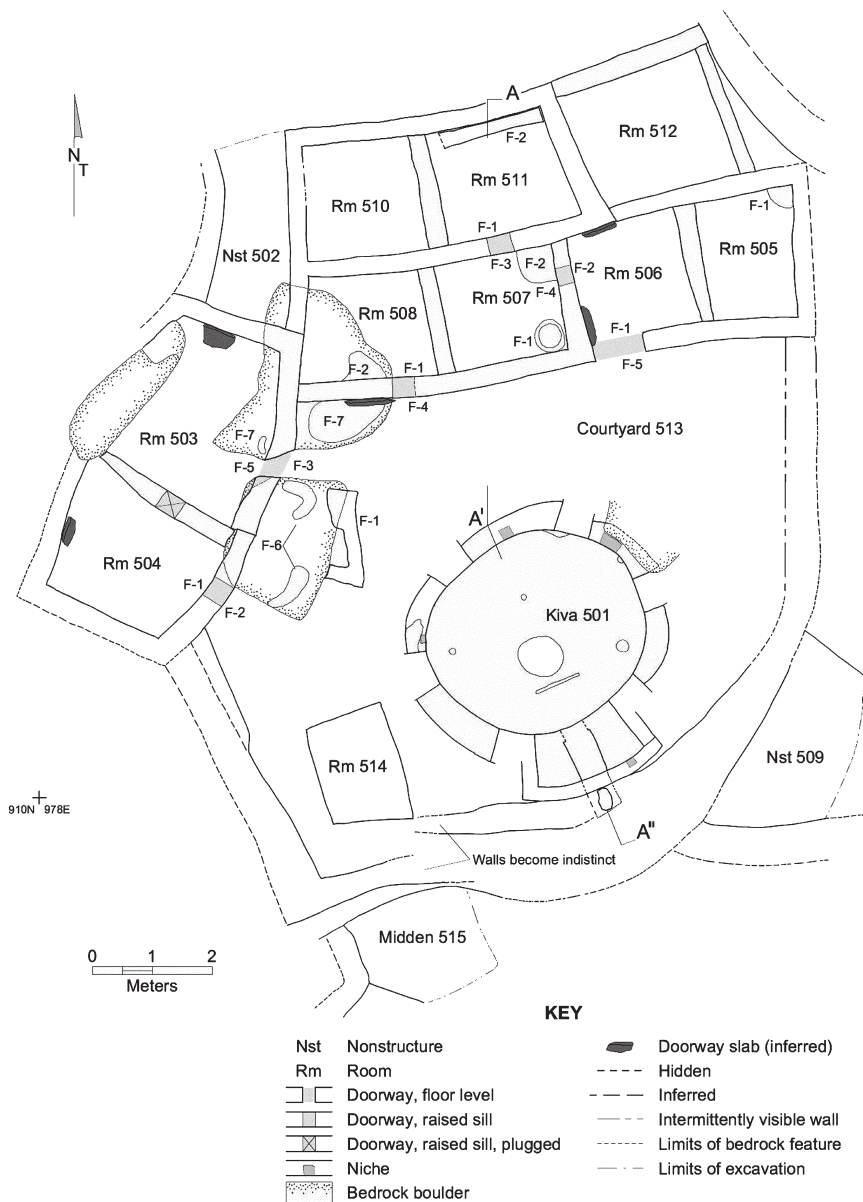 A
Rm 512
F-2
N
T
Rm 511
Rm 510
F-1
F-1
Nst 502
F-3 F-2 F-2 Rm 506 Rm 505
Rm 507 F-4
Rm 508
F-1
F-1
F-2 F-1
F-5
F-7 F-4
Courtyard 513
Rm 503 F-7
F-5 F-3
A'
F-1
F-6
Rm 504
F-1
F-2
Kiva 501
Rm 514
Nst 509
910N 978E
A"
Walls become indistinct
Midden 515
0 1 2
Meters
KEY
Nst Nonstructure
Rm Room
Doorway, floor level
Doorway, raised sill
Doorway, raised sill, plugged
Niche
Bedrock boulder
Doorway slab (inferred)
Hidden
Inferred
Intermittently visible wall
Limits of bedrock feature
Limits of excavation